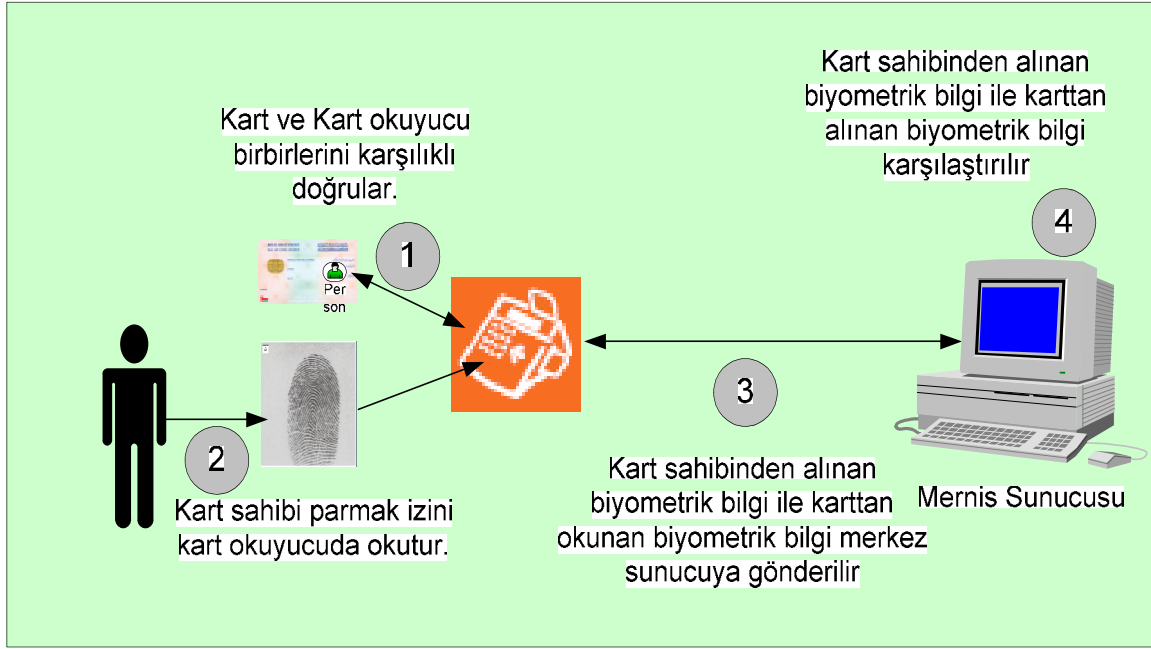 Kart ve Kart okuyucu
birbirlerini karşılıklı
doğrular.
1
Per
son
2
Kart sahibi parmak izini
kart okuyucuda okutur.
3
Kart sahibinden alınan
biyometrik bilgi ile karttan
okunan biyometrik bilgi merkez
sunucuya gönderilir
Kart sahibinden alınan
biyometrik bilgi ile karttan
alınan biyometrik bilgi
karşılaştırılır
4
Mernis Sunucusu